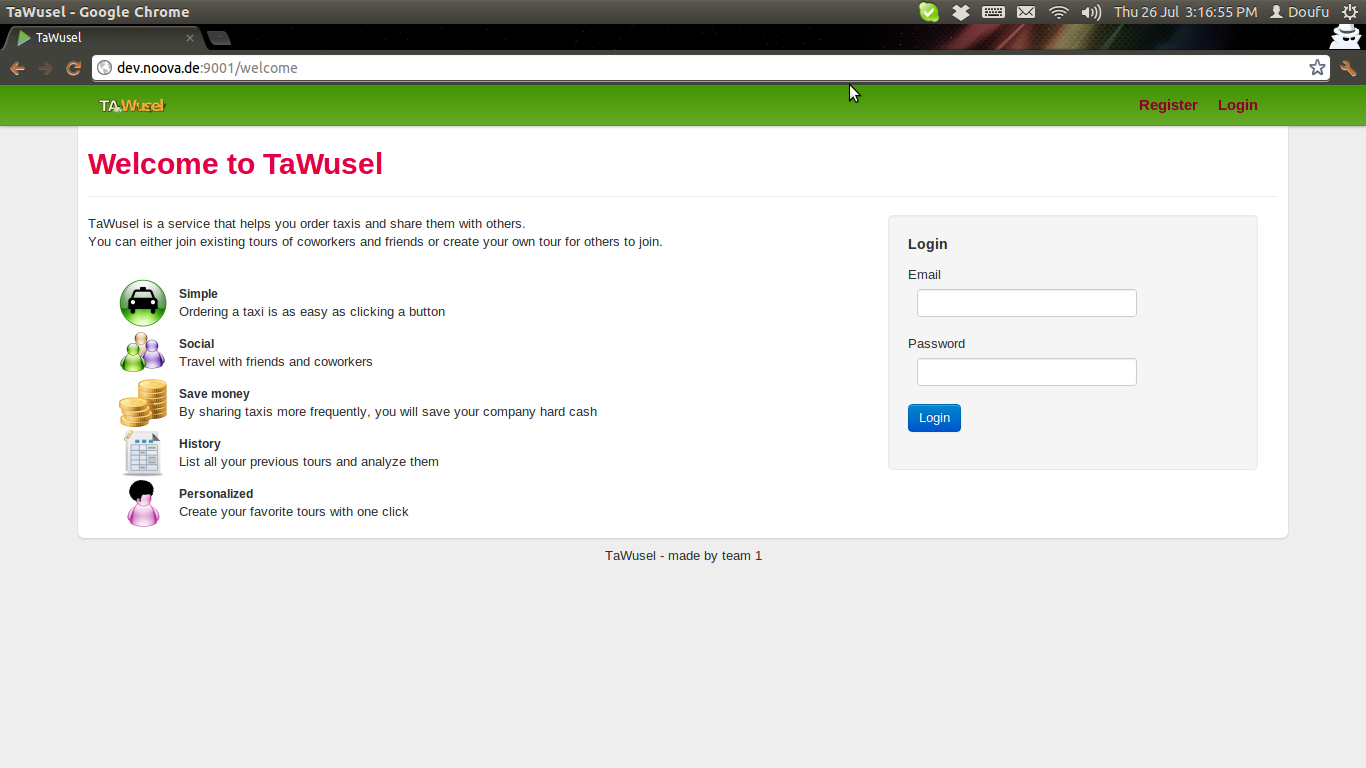 TaWusel - Google Chrome
Thu 26 Jul 3:16:55 PM Doufu
TaWusel
dev.noova.de:9001/welcome
TA.Wusel
Register Login
Welcome to TaWusel
TaWusel is a service that helps you order taxis and share them with others.
You can either join existing tours of coworkers and friends or create your own tour for others to join.
Simple
Ordering a taxi is as easy as clicking a button
Social
Travel with friends and coworkers
Save money
By sharing taxis more frequently, you will save your company hard cash
History
List all your previous tours and analyze them
Personalized
Create your favorite tours with one click
Login
Email
Password
Login
TaWusel - made by team 1